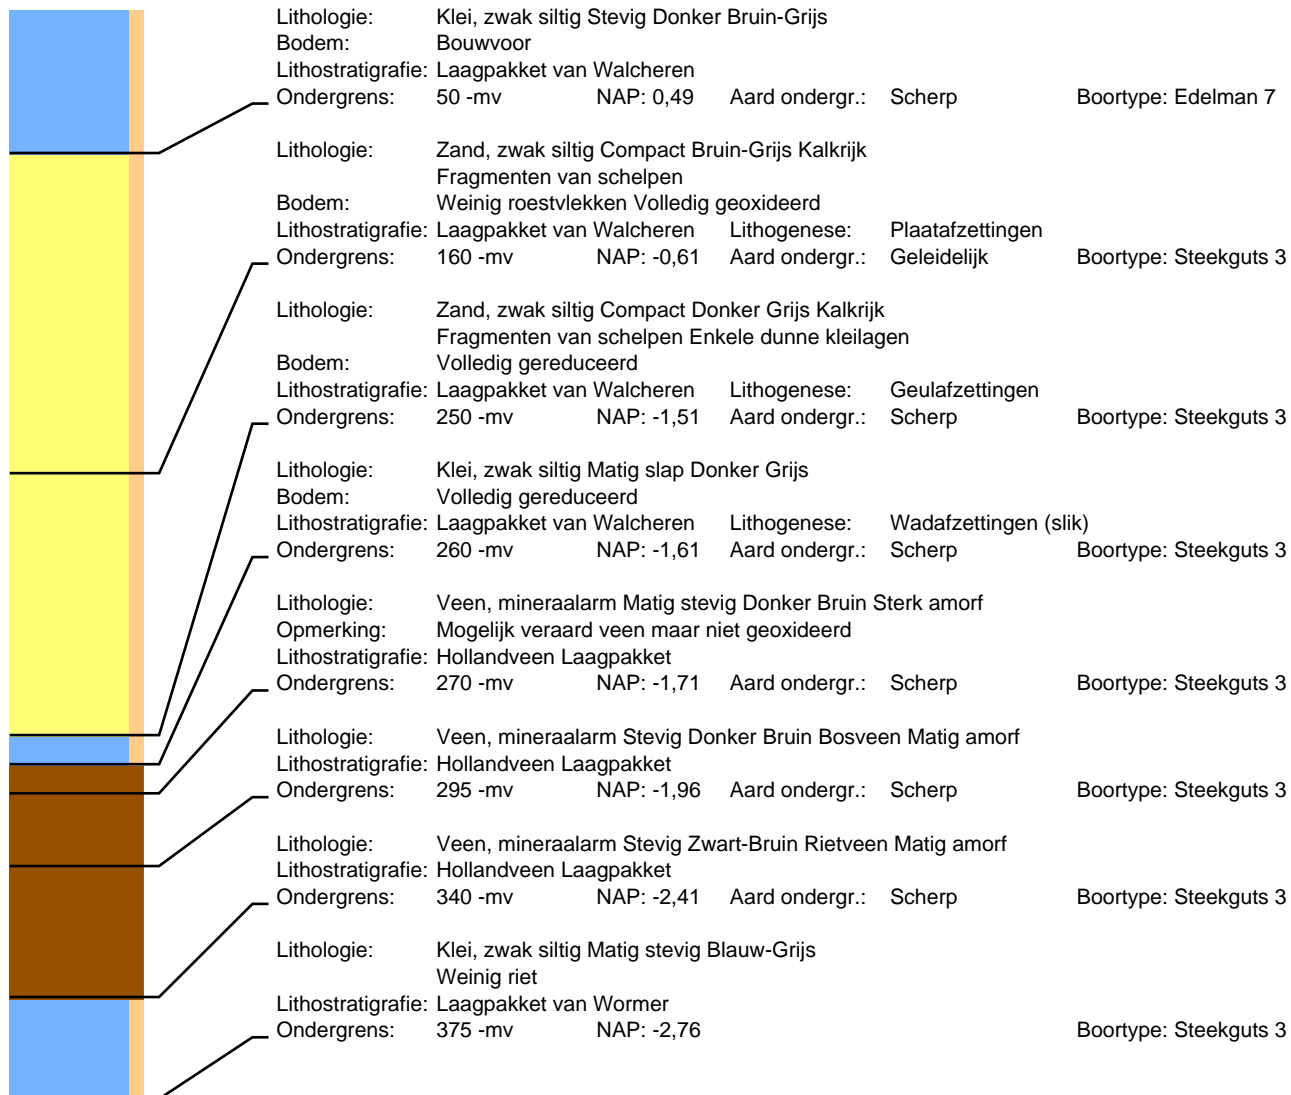 Lithologie: Klei, zwak siltig Stevig Donker Bruin-Grijs
Bodem: Bouwvoor
Lithostratigrafie: Laagpakket van Walcheren
Ondergrens: 50 -mv NAP: 0,49 Aard ondergr.: Scherp Boortype: Edelman 7
Lithologie: Zand, zwak siltig Compact Bruin-Grijs Kalkrijk
Fragmenten van schelpen
Bodem: Weinig roestvlekken Volledig geoxideerd
Lithostratigrafie: Laagpakket van Walcheren Lithogenese: Plaatafzettingen
Ondergrens: 160 -mv NAP: -0,61 Aard ondergr.: Geleidelijk Boortype: Steekguts 3
Lithologie: Zand, zwak siltig Compact Donker Grijs Kalkrijk
Fragmenten van schelpen Enkele dunne kleilagen
Bodem: Volledig gereduceerd
Lithostratigrafie: Laagpakket van Walcheren Lithogenese: Geulafzettingen
Ondergrens: 250 -mv NAP: -1,51 Aard ondergr.: Scherp Boortype: Steekguts 3
Lithologie: Klei, zwak siltig Matig slap Donker Grijs
Bodem: Volledig gereduceerd
Lithostratigrafie: Laagpakket van Walcheren Lithogenese: Wadafzettingen (slik)
Ondergrens: 260 -mv NAP: -1,61 Aard ondergr.: Scherp Boortype: Steekguts 3
Lithologie: Veen, mineraalarm Matig stevig Donker Bruin Sterk amorf
Opmerking: Mogelijk veraard veen maar niet geoxideerd
Lithostratigrafie: Hollandveen Laagpakket
Ondergrens: 270 -mv NAP: -1,71 Aard ondergr.: Scherp Boortype: Steekguts 3
Lithologie: Veen, mineraalarm Stevig Donker Bruin Bosveen Matig amorf
Lithostratigrafie: Hollandveen Laagpakket
Ondergrens: 295 -mv NAP: -1,96 Aard ondergr.: Scherp Boortype: Steekguts 3
Lithologie: Veen, mineraalarm Stevig Zwart-Bruin Rietveen Matig amorf
Lithostratigrafie: Hollandveen Laagpakket
Ondergrens: 340 -mv NAP: -2,41 Aard ondergr.: Scherp Boortype: Steekguts 3
Lithologie: Klei, zwak siltig Matig stevig Blauw-Grijs
Weinig riet
Lithostratigrafie: Laagpakket van Wormer
Ondergrens: 375 -mv NAP: -2,76 Boortype: Steekguts 3